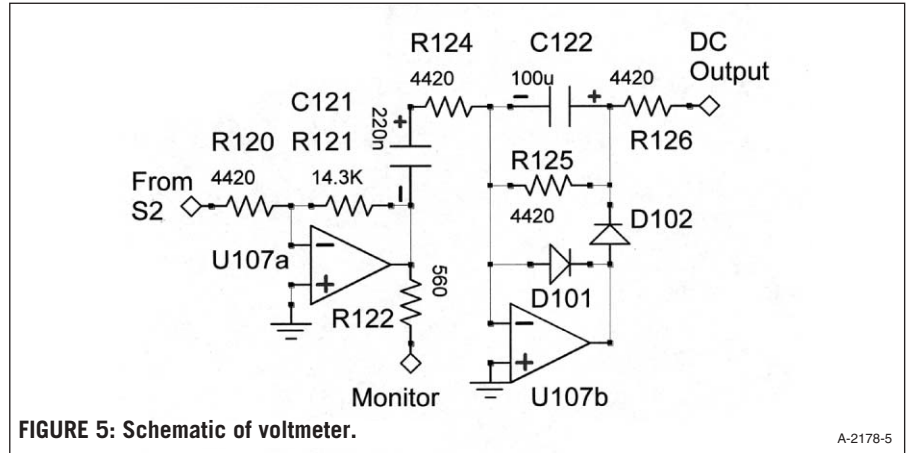 R124
C122
DC
Output
4420
100u
4420
C121
220n
R120
R121
R126
R125
From
S2
4420
14.3K
4420
D102
U107a
560
D101
R122
Monitor
U107b
FIGURE 5: Schematic of voltmeter.
A-2178-5